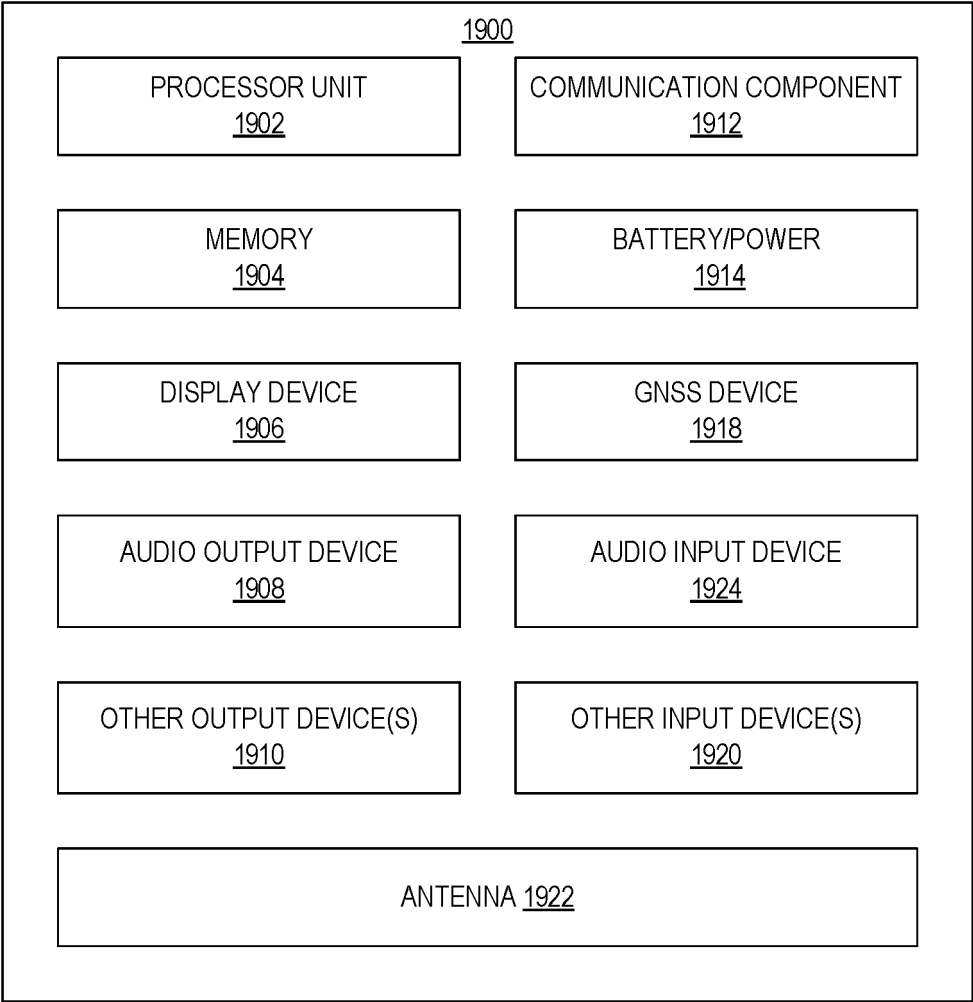 1900
PROCESSOR UNIT
1902
COMMUNICATION COMPONENT
1912
MEMORY
1904
BATTERY/POWER
1914
DISPLAY DEVICE
1906
GNSS DEVICE
1918
AUDIO OUTPUT DEVICE
1908
AUDIO INPUT DEVICE
1924
OTHER OUTPUT DEVICE(S)
1910
OTHER INPUT DEVICE(S)
1920
ANTENNA 1922